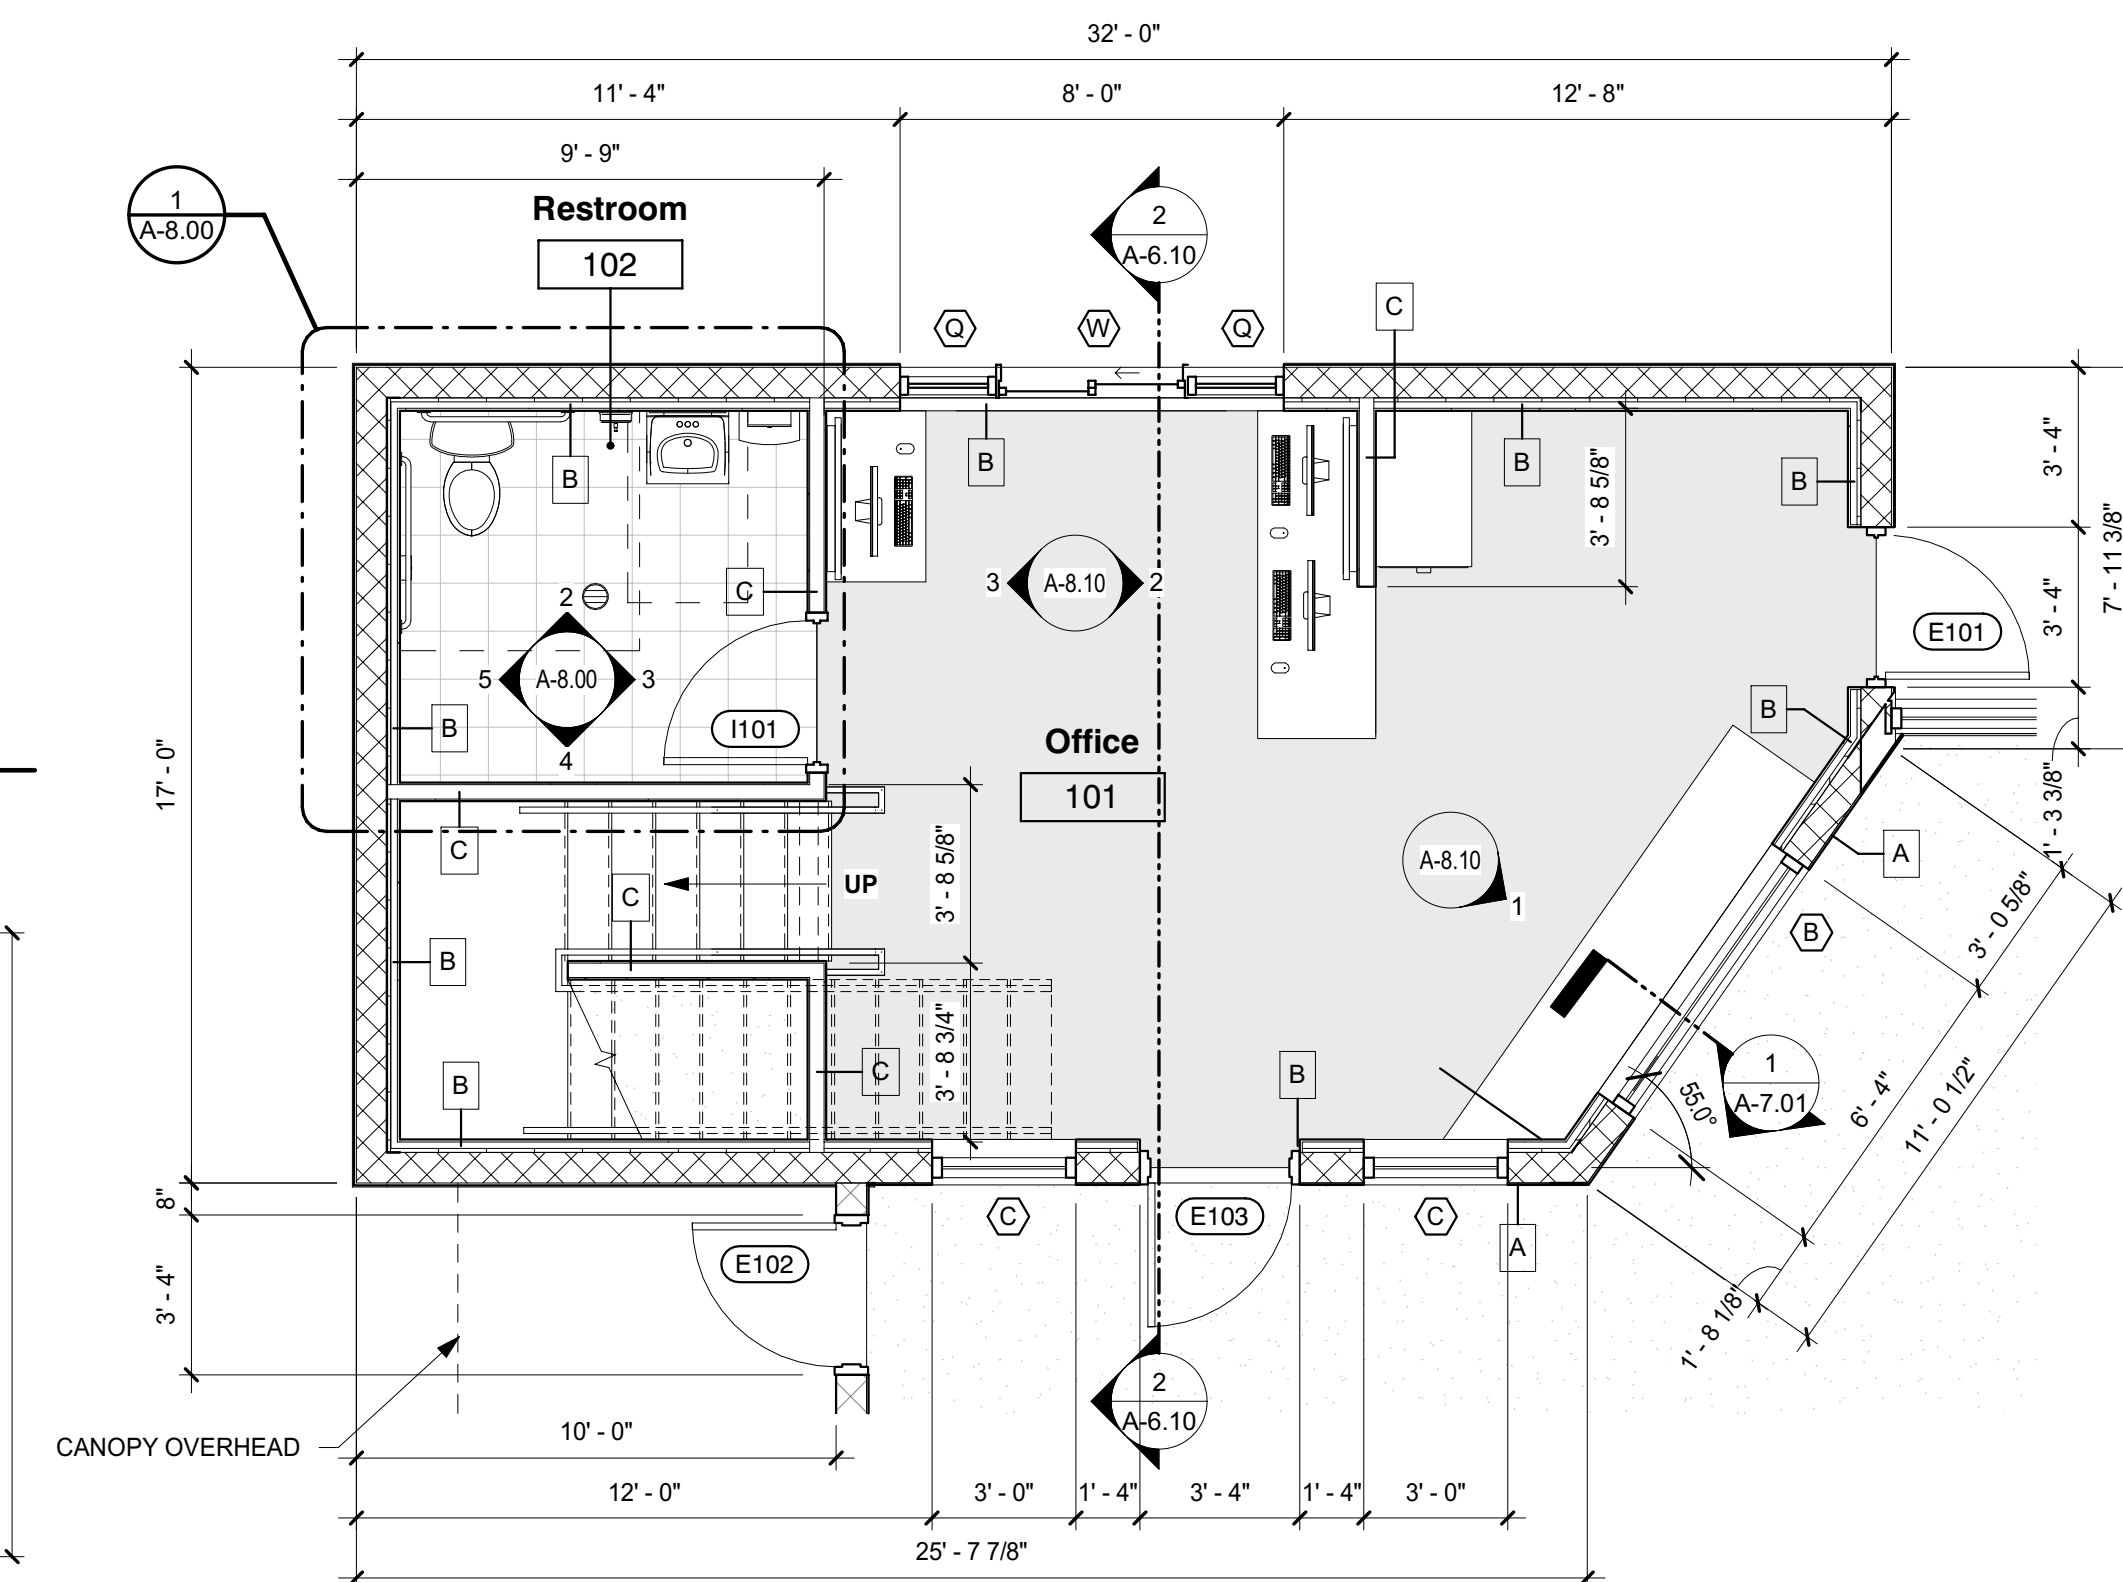 32' - 0"
11' - 4"
8' - 0"
12' - 8"
9' - 9"
1
A-8.00
Restroom
102
2
A-6.10
Q
W
Q
C
B
B
B
B
3' - 8 5/8"
3' - 4"
7' - 11 3/8"
3
A-8.10
2
C
3' - 4"
E101
2
5
A-8.00
3
4
I101
B
B
Office
101
17' - 0"
1' - 3 3/8"
A
C
UP
3' - 8 5/8"
C
A-8.10
1
B
3' - 0 5/8"
B
B
C
3' - 8 3/4"
B
1
A-7.01
55.0°
6' - 4"
11' - 0 1/2"
8"
C
E103
C
A
E102
3' - 4"
1' - 8 1/8"
2
A-6.10
CANOPY OVERHEAD
10' - 0"
12' - 0"
3' - 0"
1' - 4"
3' - 4"
1' - 4"
3' - 0"
25' - 7 7/8"